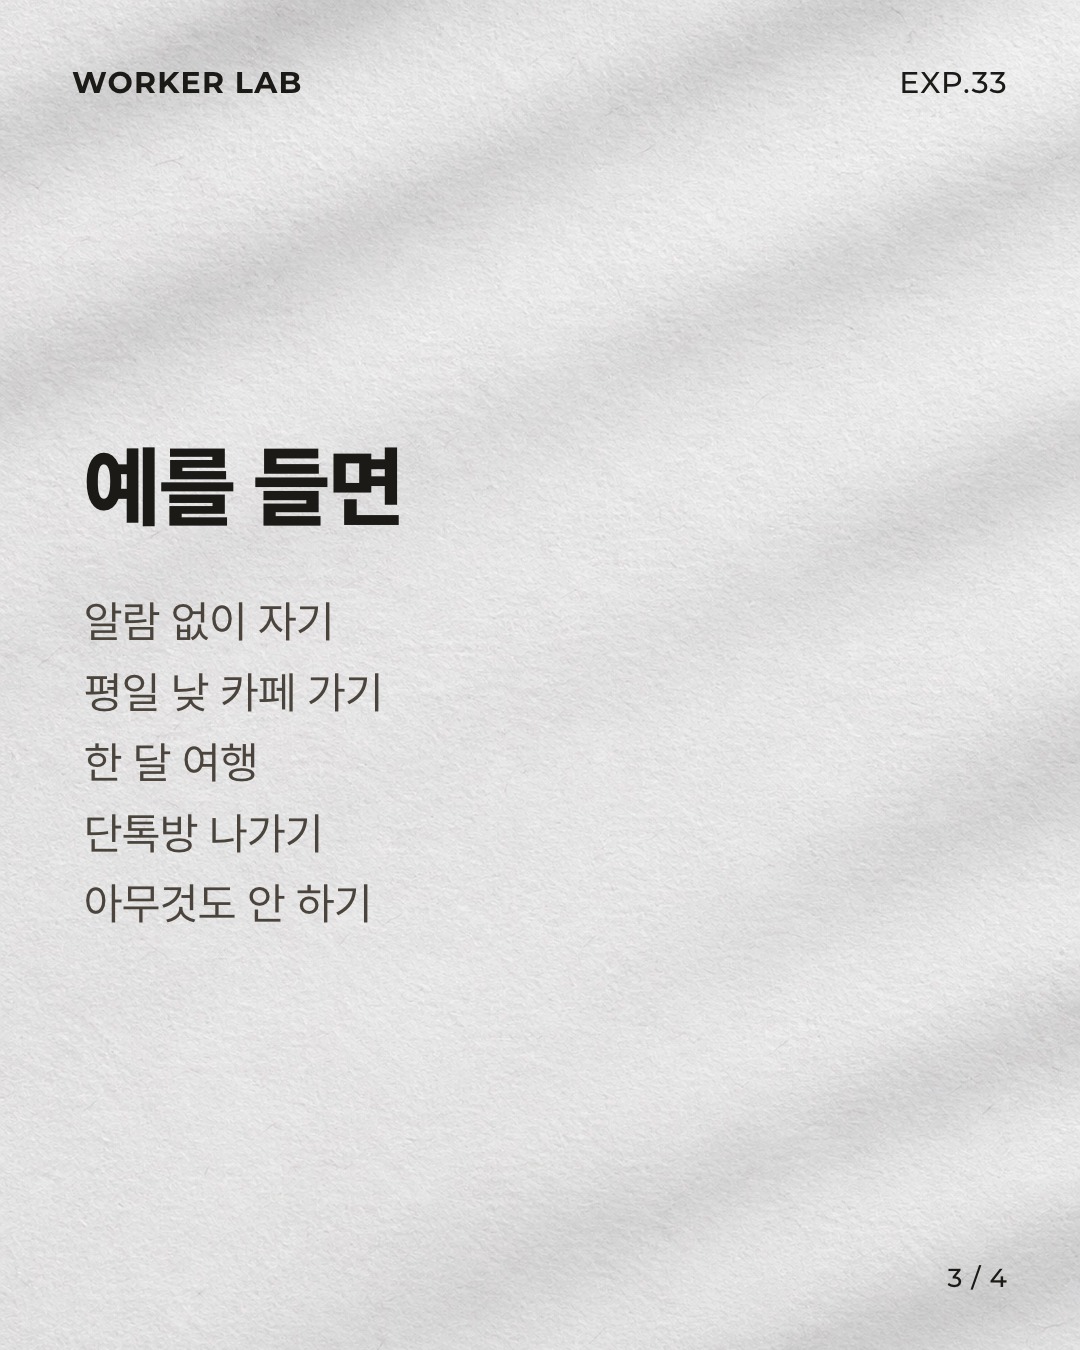 WORKER LAB
EXP.33
예를 들면
알람 없이 자기
평일 낮 카페 가기
한 달 여행
단톡방 나가기
아무것도 안 하기
3 / 4